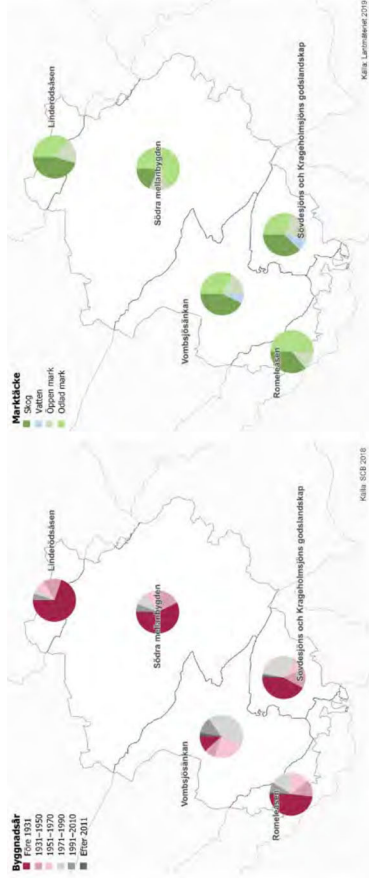 Marktäcke
Skog
Vatten
Öppen mark
Odlad mark
Linderödsåsen
Södra mellanbygden
Vombsjösänkan
Sövdesjöns och Krageholmsjöns godslandskap
Romeleåsen
Källa: Lantmäteriet 2019
Byggnadsår
Före 1931
1931-1950
1951-1970
1971-1990
1991-2010
Efter 2011
Linderödsåsen
Södra mellanbygden
Vombsjösänkan
Sövdesjöns och Krageholmsjöns godslandskap
Romeleåsen
Källa: SCB 2018